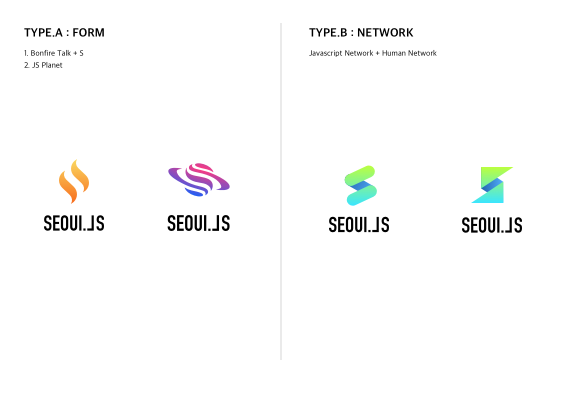 TYPE.A : FORM
1. Bonfire Talk + S
2. JS Planet
TYPE.B : NETWORK
Javascript Network + Human Network
SEOUl.JS
SEOUl.JS
SEOUl.JS
SEOUl.JS